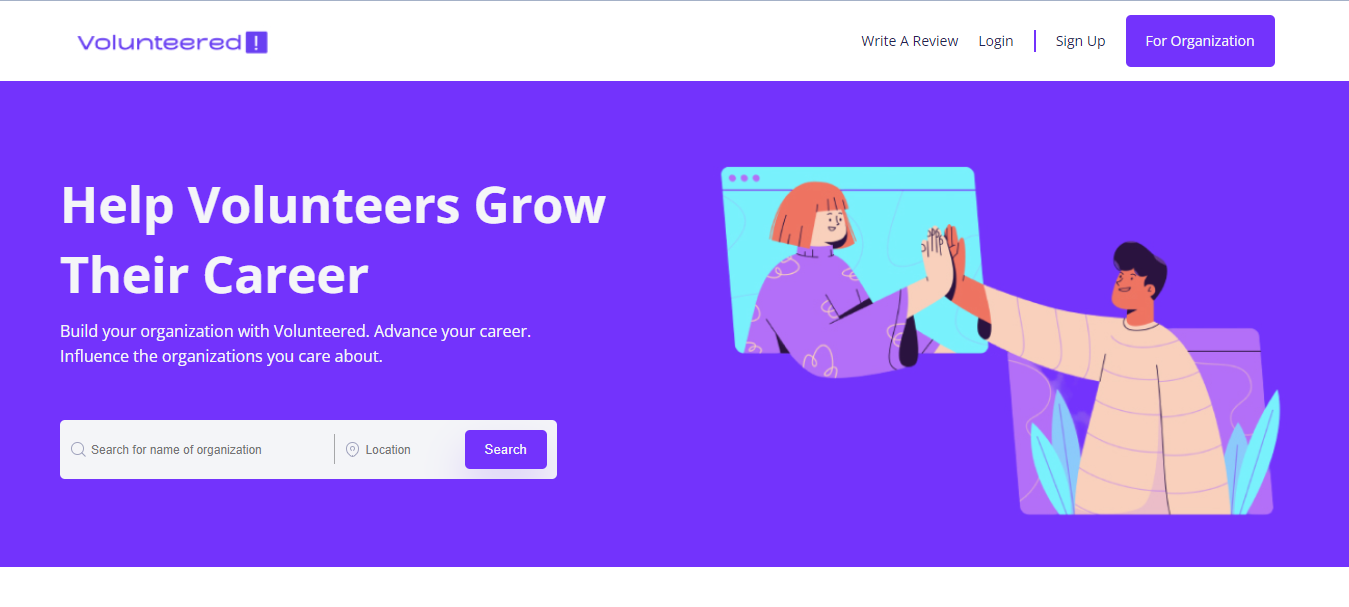 Volunteered!
Write A Review
Login
Sign Up
For Organization
Help Volunteers Grow
Their Career
Build your organization with Volunteered. Advance your career.
Influence the organizations you care about.
Search for name of organization
Location
Search